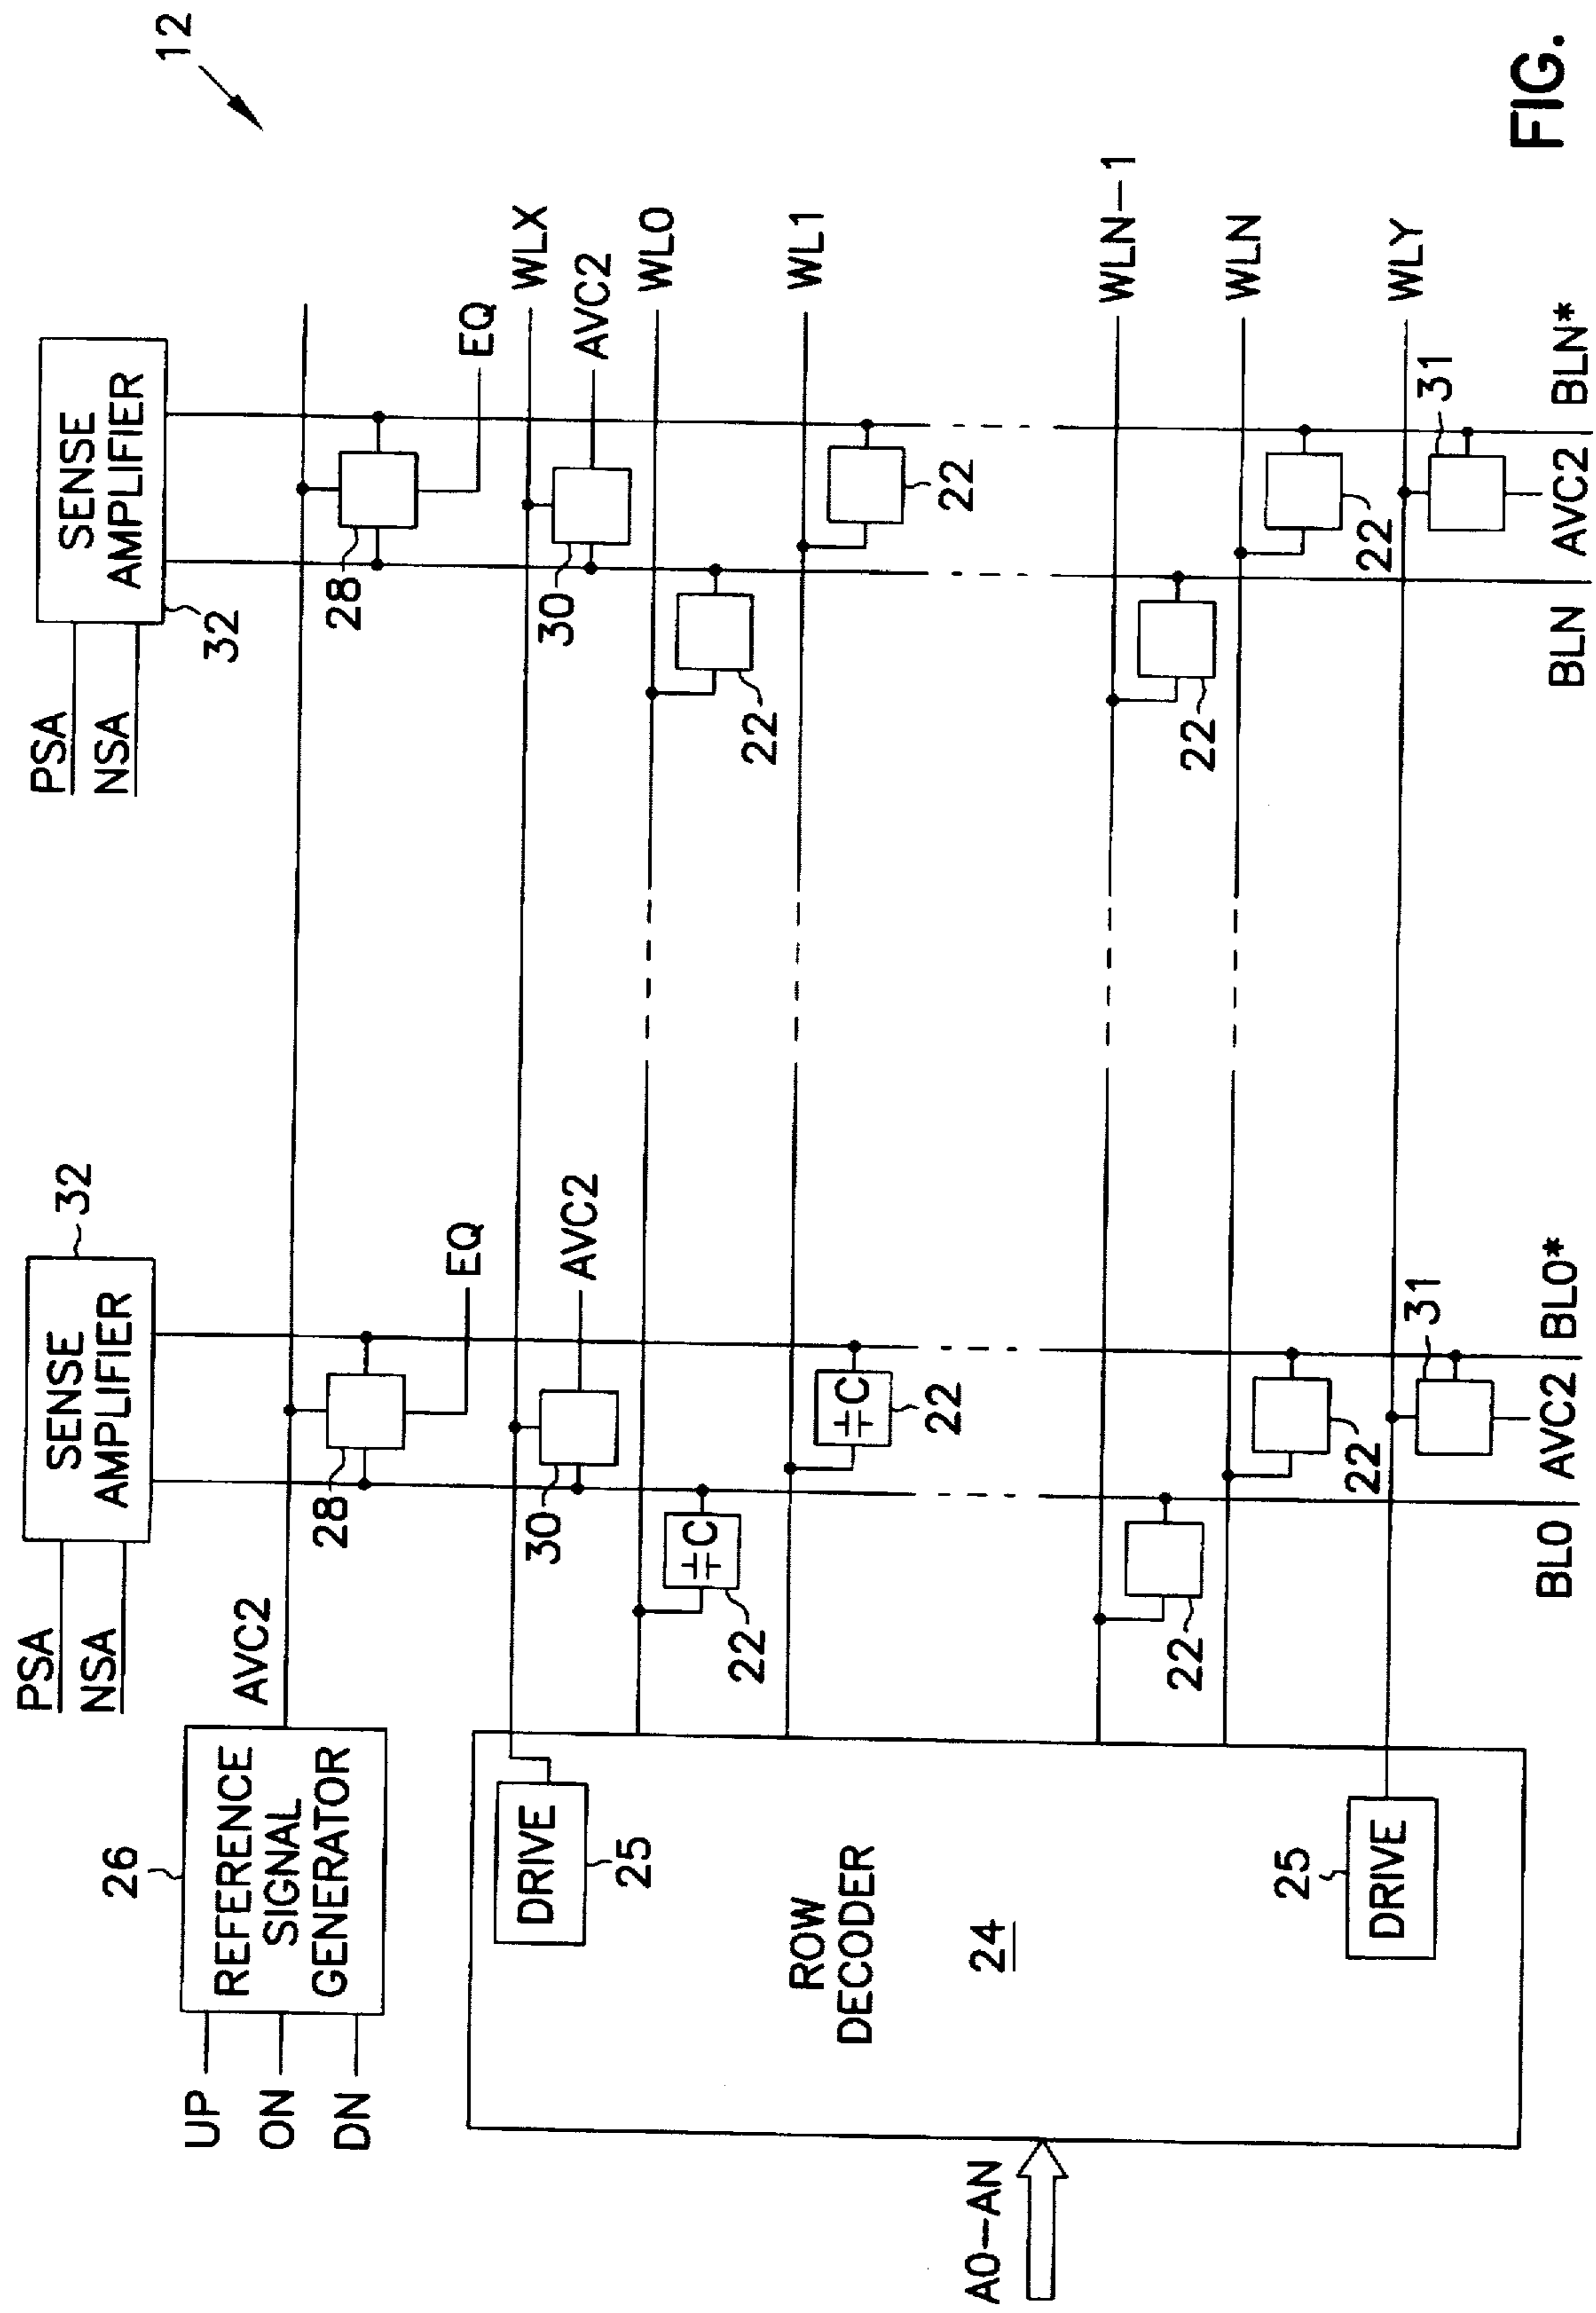 12
SENSE
AMPLIFIER
32
PSA
NSA
SENSE
AMPLIFIER
32
PSA
NSA
26
REFERENCE
SIGNAL
GENERATOR
UP
ON
DN
AVC2
28
EQ
28
EQ
WLX
30
AVC2
30
AVC2
DRIVE
25
WL0
C
22
22
WL1
C
22
22
ROW
DECODER
24
A0–AN
WLN–1
22
22
WLN
22
22
WLY
DRIVE
25
31
31
BL0
AVC2
BL0*
BLN
AVC2
BLN*
FIG.